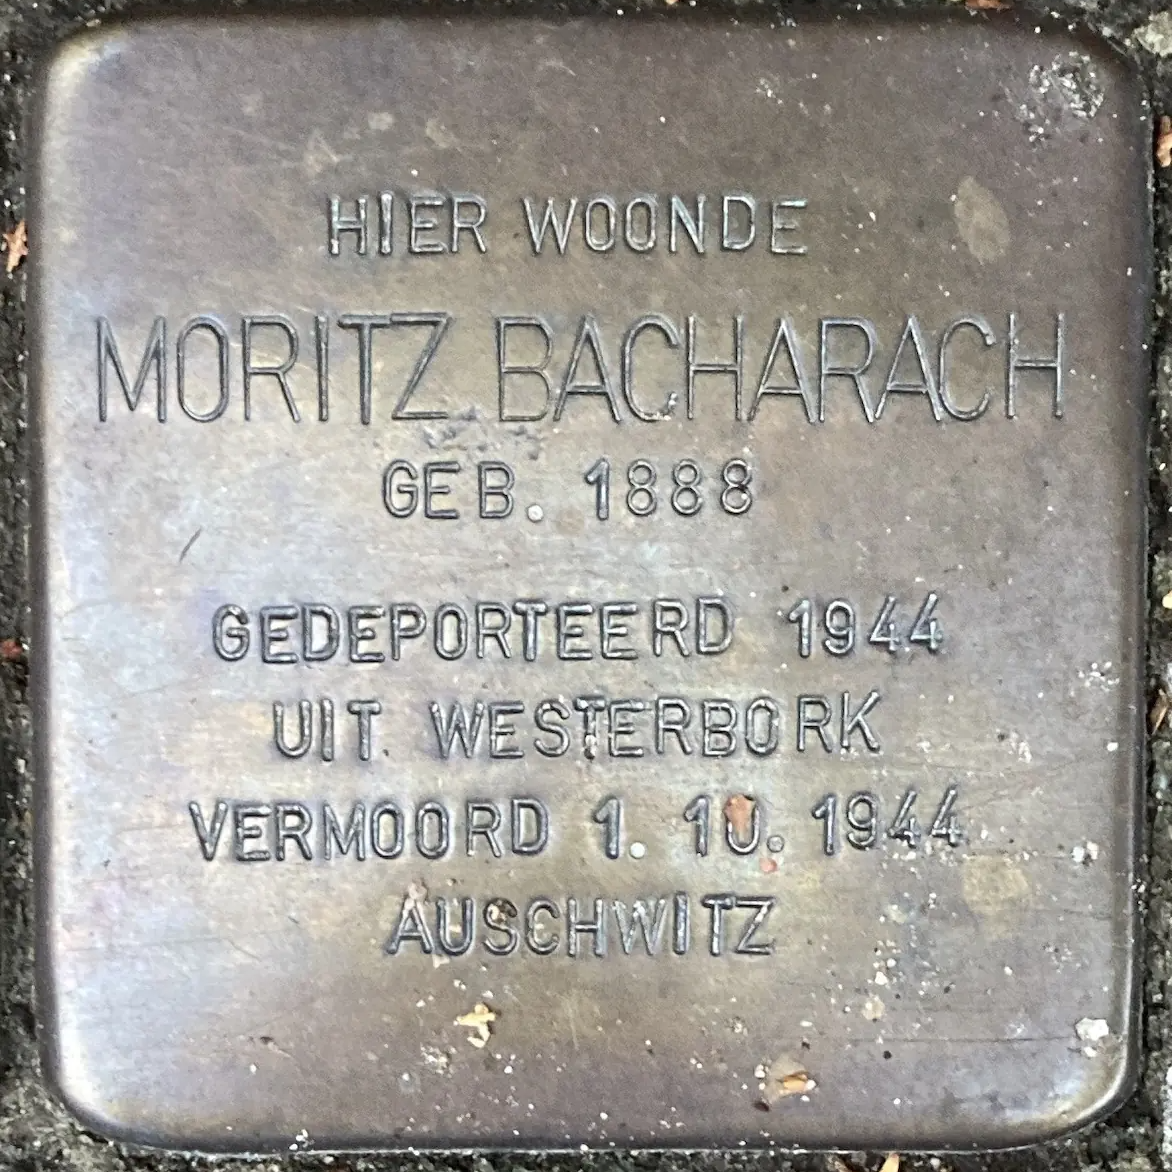 HIER WOONDE
MORITZ BACHARACH
GEB. 1888
GEDEPORTEERD 1944
UIT WESTERBORK
VERMOORD 1. 10. 1944
AUSCHWITZ